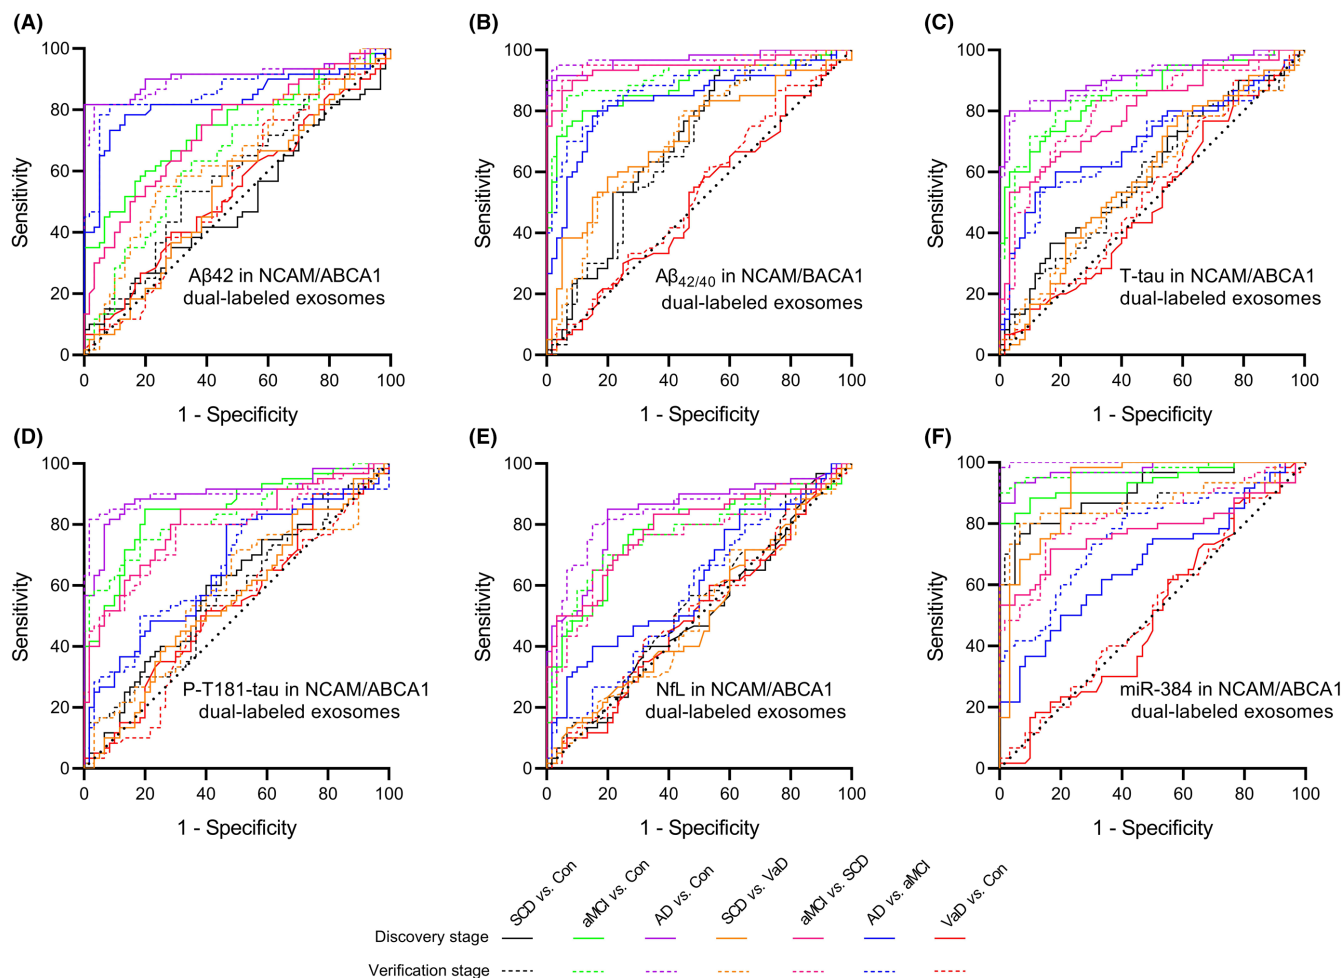 (A)
100
80
60
40
20
0
Sensitivity
Aβ42 in NCAM/ABCA1
dual-labeled exosomes
0 20 40 60 80 100
1 - Specificity
(B)
100
80
60
40
20
0
Sensitivity
Aβ42/40 in NCAM/BACA1
dual-labeled exosomes
0 20 40 60 80 100
1 - Specificity
(C)
100
80
60
40
20
0
Sensitivity
T-tau in NCAM/ABCA1
dual-labeled exosomes
0 20 40 60 80 100
1 - Specificity
(D)
100
80
60
40
20
0
Sensitivity
P-T181-tau in NCAM/ABCA1
dual-labeled exosomes
0 20 40 60 80 100
1 - Specificity
(E)
100
80
60
40
20
0
Sensitivity
NfL in NCAM/ABCA1
dual-labeled exosomes
0 20 40 60 80 100
1 - Specificity
(F)
100
80
60
40
20
0
Sensitivity
miR-384 in NCAM/ABCA1
dual-labeled exosomes
0 20 40 60 80 100
1 - Specificity
SCD vs. Con
aMCI vs. Con
AD vs. Con
SCD vs. VaD
aMCI vs. SCD
AD vs. aMCI
VaD vs. Con
Discovery stage
Verification stage